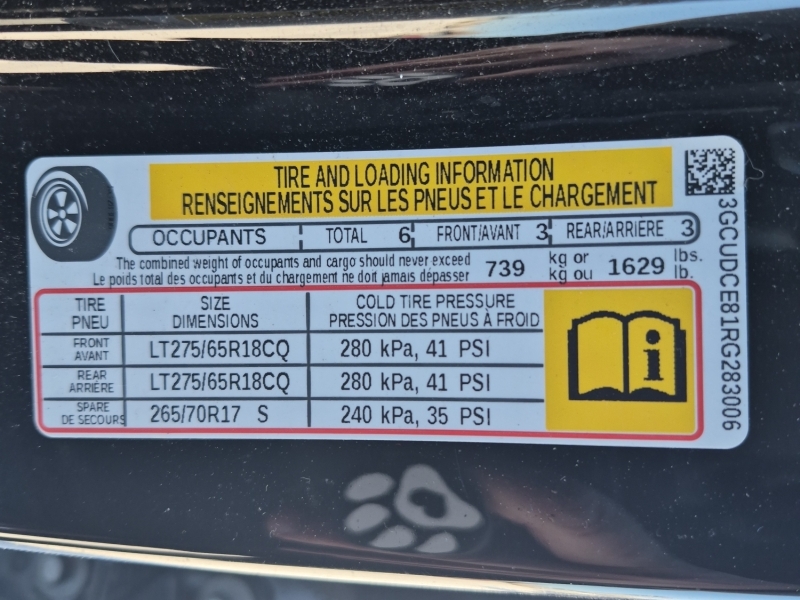 TIRE AND LOADING INFORMATION
RENSEIGNEMENTS SUR LES PNEUS ET LE CHARGEMENT
OCCUPANTS TOTAL 6 FRONT/AVANT 3 REAR/ARRIÈRE 3
The combined weight of occupants and cargo should never exceed 739 kg or 1629 lbs.
Le poids total des occupants et du chargement ne doit jamais dépasser kg ou lb.
TIRE SIZE COLD TIRE PRESSURE
PNEU DIMENSIONS PRESSION DES PNEUS À FROID
FRONT
AVANT LT275/65R18CQ 280 kPa, 41 PSI
REAR
ARRIÈRE LT275/65R18CQ 280 kPa, 41 PSI
SPARE
DE SECOURS 265/70R17 S 240 kPa, 35 PSI
i
3GCUDCE81RG283006